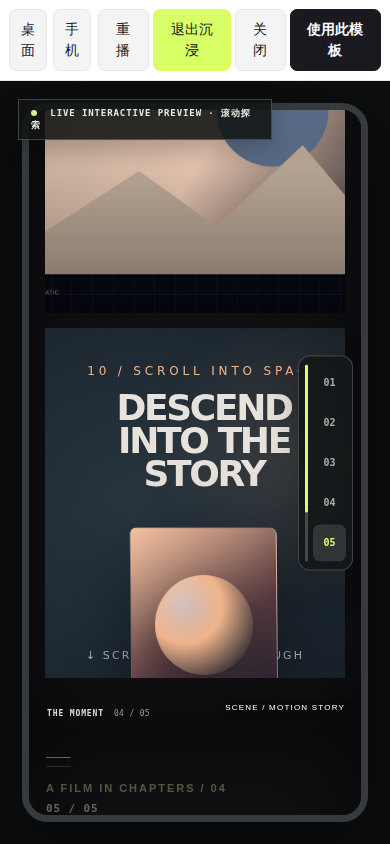 桌面
手机
重播
退出沉浸
关闭
使用此模板
LIVE INTERACTIVE PREVIEW · 滚动探索
ATIC
10 / SCROLL INTO SPA
DESCEND
INTO THE
STORY
01
02
03
04
05
↓ SCR
UGH
THE MOMENT 04 / 05
SCENE / MOTION STORY
A FILM IN CHAPTERS / 04
05 / 05